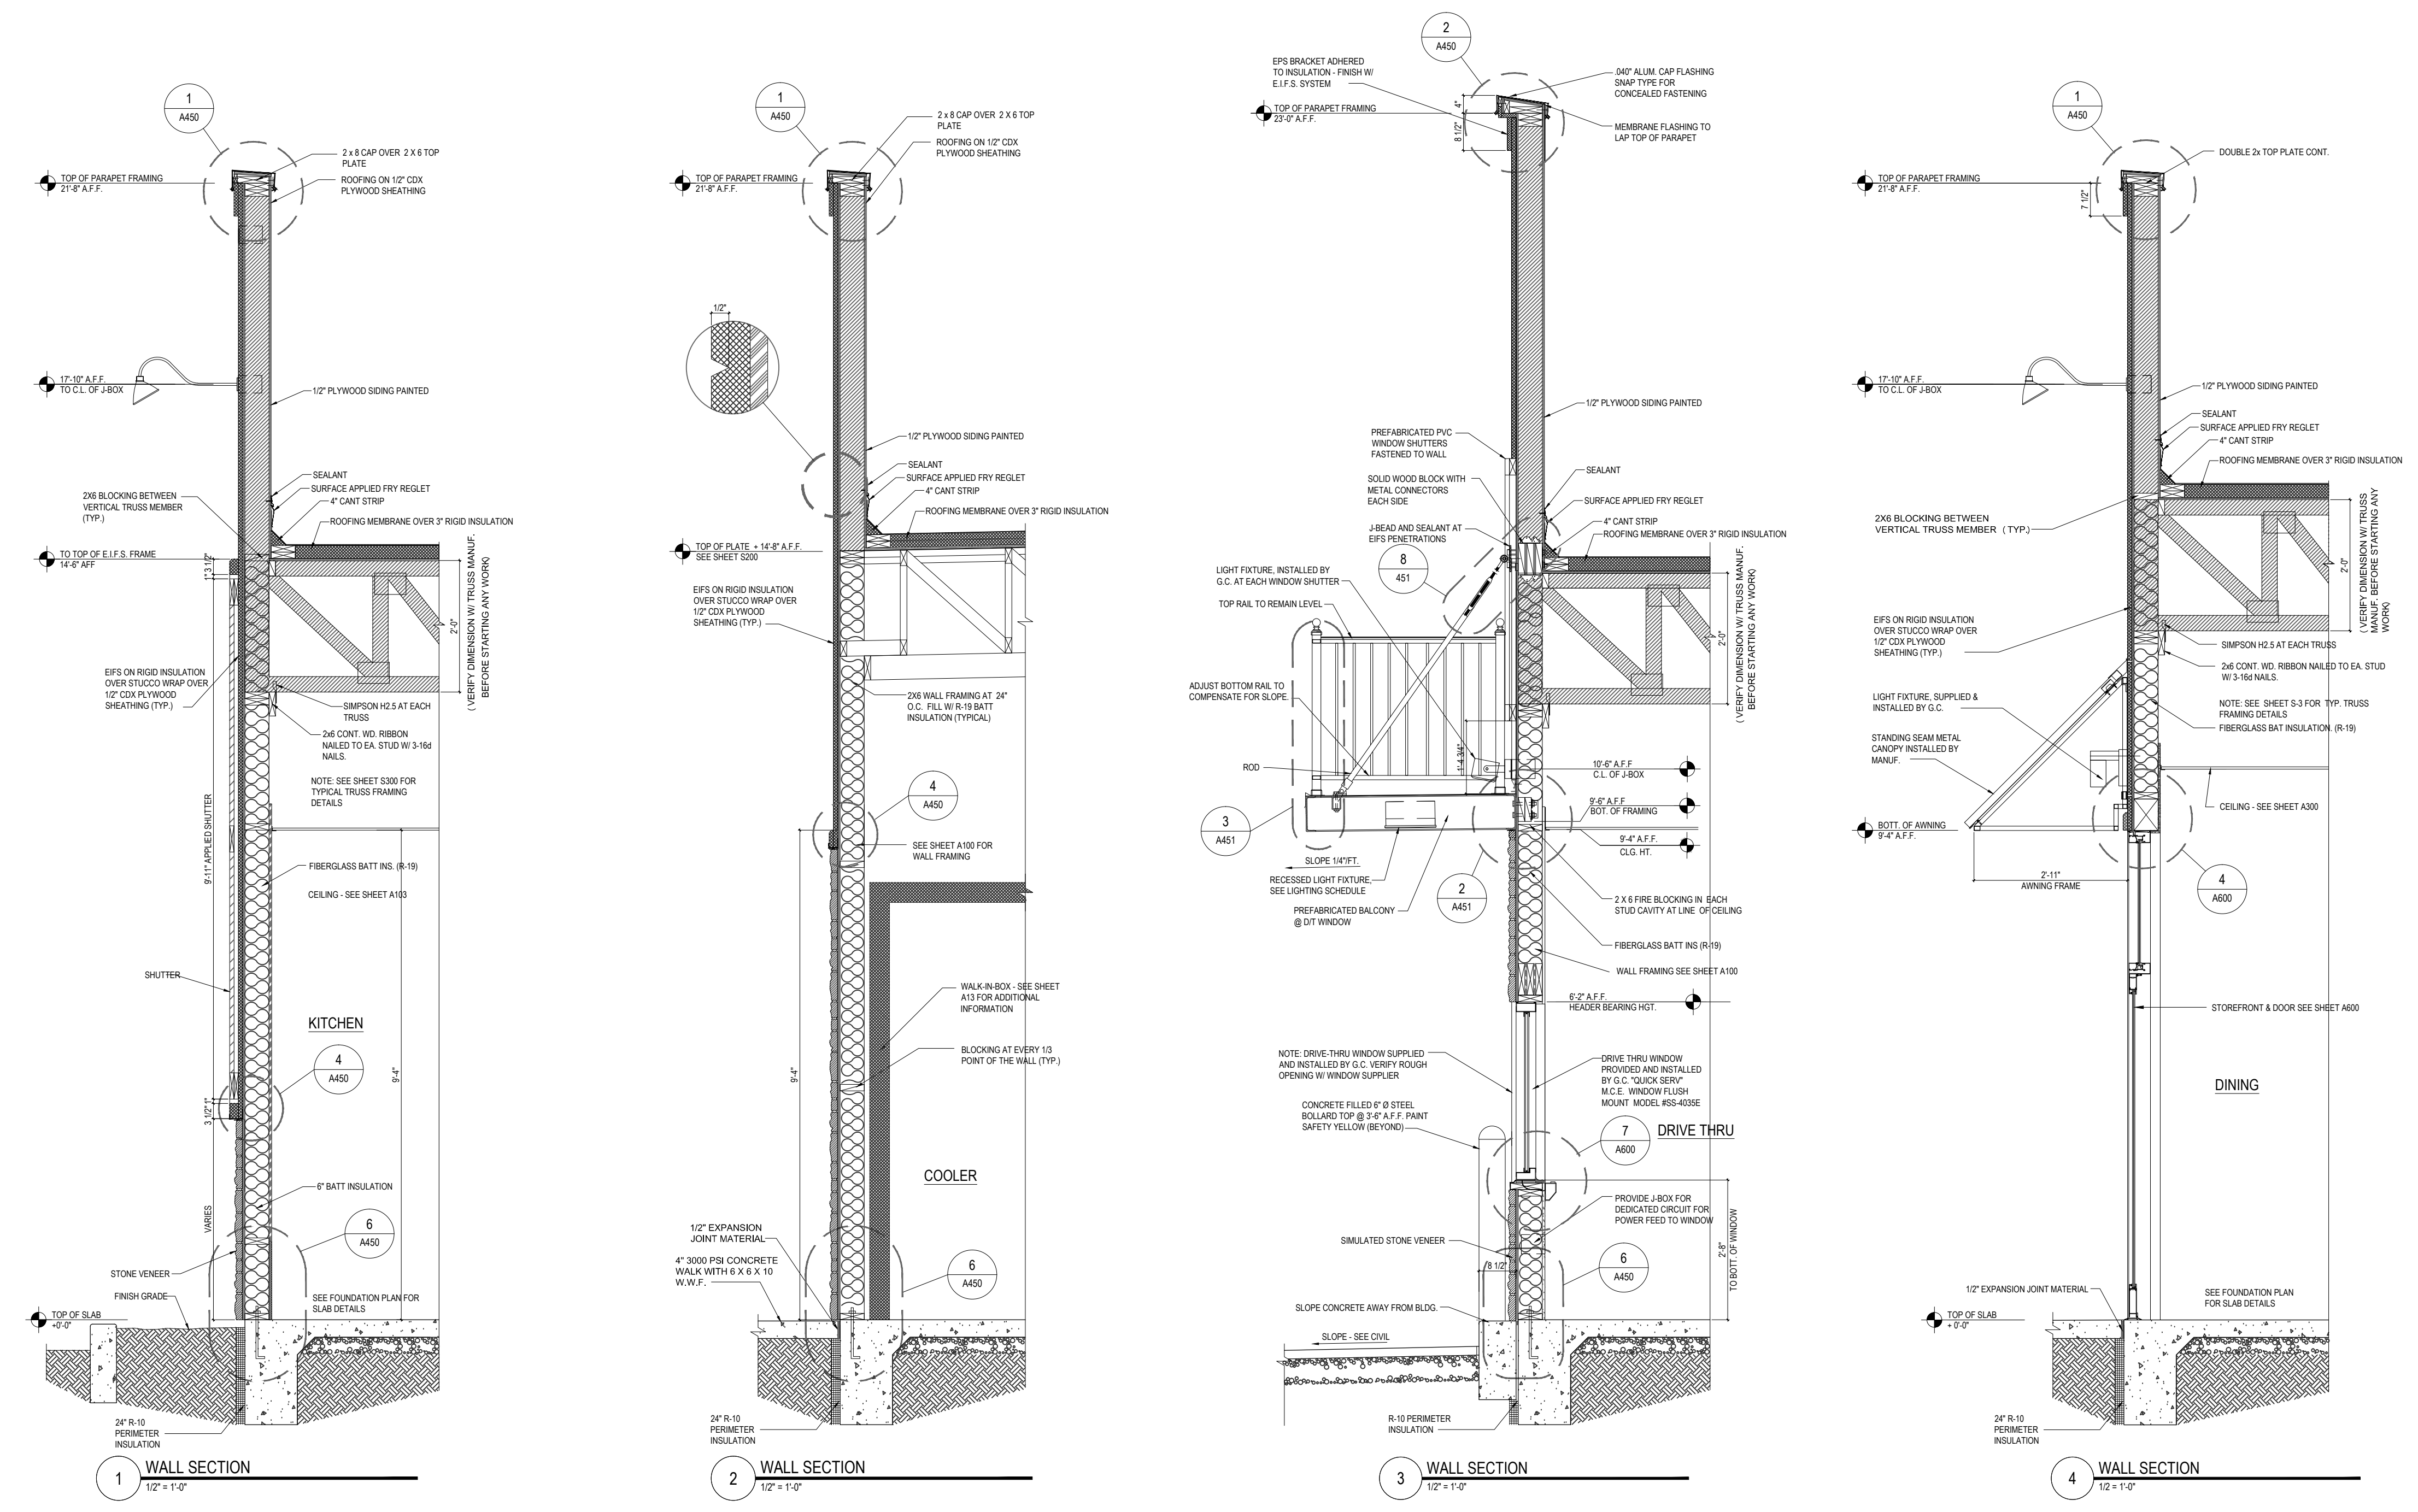 1
A450
2 x 8 CAP OVER  2 X 6 TOP
PLATE
ROOFING ON 1/2" CDX
PLYWOOD SHEATHING
TOP OF PARAPET FRAMING
21'-8" A.F.F.
17'-10" A.F.F.
TO C.L. OF J-BOX
1/2" PLYWOOD SIDING PAINTED
SEALANT
SURFACE APPLIED FRY REGLET
4" CANT STRIP
ROOFING MEMBRANE OVER 3" RIGID INSULATION
2X6 BLOCKING BETWEEN
VERTICAL TRUSS MEMBER
(TYP.)
TO TOP OF E.I.F.S. FRAME
14'-6" AFF
1" 3 1/2"
2'-0"
( VERIFY DIMENSION W/ TRUSS MANUF.
BEFORE STARTING ANY WORK)
EIFS ON RIGID INSULATION
OVER STUCCO WRAP OVER
1/2" CDX PLYWOOD
SHEATHING (TYP.)
SIMPSON H2.5 AT EACH
TRUSS
2x6 CONT. WD. RIBBON
NAILED TO EA. STUD W/ 3-16d
NAILS.
NOTE: SEE SHEET S300 FOR
TYPICAL TRUSS FRAMING
DETAILS
9'-11" APPLIED SHUTTER
FIBERGLASS BATT INS. (R-19)
CEILING - SEE SHEET A103
SHUTTER
KITCHEN
4
A450
9'-4"
3 1/2" 1"
6" BATT INSULATION
VARIES
6
A450
STONE VENEER
FINISH GRADE
SEE FOUNDATION PLAN FOR
SLAB DETAILS
TOP OF SLAB
+0'-0"
24" R-10
PERIMETER
INSULATION
1
WALL SECTION
1/2" = 1'-0"
1
A450
2 x 8 CAP OVER  2 X 6 TOP
PLATE
ROOFING ON 1/2" CDX
PLYWOOD SHEATHING
TOP OF PARAPET FRAMING
21'-8" A.F.F.
1/2"
1/2" PLYWOOD SIDING PAINTED
SEALANT
SURFACE APPLIED FRY REGLET
4" CANT STRIP
ROOFING MEMBRANE OVER 3" RIGID INSULATION
TOP OF PLATE + 14'-8" A.F.F.
SEE SHEET S200
EIFS ON RIGID INSULATION
OVER STUCCO WRAP OVER
1/2" CDX PLYWOOD
SHEATHING (TYP.)
2X6 WALL FRAMING AT  24"
O.C.  FILL W/ R-19 BATT
INSULATION (TYPICAL)
4
A450
SEE SHEET A100 FOR
WALL FRAMING
WALK-IN-BOX - SEE SHEET
A13 FOR ADDITIONAL
INFORMATION
BLOCKING AT EVERY 1/3
POINT OF THE WALL (TYP.)
9'-4"
COOLER
1/2" EXPANSION
JOINT MATERIAL
4" 3000 PSI CONCRETE
WALK WITH 6 X 6 X 10
W.W.F.
6
A450
24" R-10
PERIMETER
INSULATION
2
WALL SECTION
1/2" = 1'-0"
2
A450
EPS BRACKET ADHERED
TO INSULATION - FINISH W/
E.I.F.S. SYSTEM
.040" ALUM. CAP FLASHING
SNAP TYPE FOR
CONCEALED FASTENING
TOP OF PARAPET FRAMING
23'-0" A.F.F.
4"
8 1/2"
MEMBRANE FLASHING TO
LAP TOP OF PARAPET
1/2" PLYWOOD SIDING PAINTED
PREFABRICATED PVC
WINDOW SHUTTERS
FASTENED TO WALL
SEALANT
SOLID WOOD BLOCK WITH
METAL CONNECTORS
EACH SIDE
SURFACE APPLIED FRY REGLET
4" CANT STRIP
ROOFING MEMBRANE OVER 3" RIGID INSULATION
J-BEAD AND SEALANT AT
EIFS PENETRATIONS
8
451
LIGHT FIXTURE, INSTALLED BY
G.C. AT EACH WINDOW SHUTTER
TOP RAIL TO REMAIN LEVEL
2'-0"
( VERIFY DIMENSION W/ TRUSS MANUF.
BEFORE STARTING ANY WORK)
ADJUST BOTTOM RAIL TO
COMPENSATE FOR SLOPE.
1'-4 3/4"
ROD
10'-6" A.F.F
C.L. OF J-BOX
9'-6" A.F.F
BOT. OF FRAMING
3
A451
9'-4" A.F.F.
CLG. HT.
SLOPE 1/4"/FT.
RECESSED LIGHT FIXTURE,
SEE LIGHTING SCHEDULE
2
A451
PREFABRICATED BALCONY
@ D/T WINDOW
2 X 6 FIRE BLOCKING IN  EACH
STUD CAVITY AT LINE  OF CEILING
FIBERGLASS BATT INS (R-19)
WALL FRAMING SEE SHEET A100
6'-2" A.F.F.
HEADER BEARING HGT.
NOTE: DRIVE-THRU WINDOW SUPPLIED
AND INSTALLED BY G.C. VERIFY ROUGH
OPENING W/ WINDOW SUPPLIER
DRIVE THRU WINDOW
PROVIDED AND INSTALLED
BY G.C. "QUICK SERV"
M.C.E.  WINDOW FLUSH
MOUNT  MODEL #SS-4035E
CONCRETE FILLED 6" Ø STEEL
BOLLARD TOP @ 3'-6" A.F.F. PAINT
SAFETY YELLOW (BEYOND)
7
A600
DRIVE THRU
PROVIDE J-BOX FOR
DEDICATED CIRCUIT FOR
POWER FEED TO WINDOW
SIMULATED STONE VENEER
8 1/2"
6
A450
2'-8"
TO BOTT. OF WINDOW
SLOPE CONCRETE AWAY FROM BLDG.
SLOPE - SEE CIVIL
R-10 PERIMETER
INSULATION
3
WALL SECTION
1/2" = 1'-0"
1
A450
DOUBLE 2x TOP PLATE CONT.
TOP OF PARAPET FRAMING
21'-8" A.F.F.
7 1/2"
17'-10" A.F.F.
TO C.L. OF J-BOX
1/2" PLYWOOD SIDING PAINTED
SEALANT
SURFACE APPLIED FRY REGLET
4" CANT STRIP
ROOFING MEMBRANE OVER 3" RIGID INSULATION
2X6 BLOCKING BETWEEN
VERTICAL TRUSS MEMBER  ( TYP.)
2'-0"
( VERIFY DIMENSION W/ TRUSS
MANUF. BEFORE STARTING ANY
WORK)
EIFS ON RIGID INSULATION
OVER STUCCO WRAP OVER
1/2" CDX PLYWOOD
SHEATHING (TYP.)
SIMPSON H2.5 AT EACH TRUSS
2x6 CONT. WD. RIBBON NAILED TO EA. STUD
W/ 3-16d NAILS.
LIGHT FIXTURE, SUPPLIED &
INSTALLED BY G.C.
NOTE: SEE  SHEET S-3 FOR  TYP. TRUSS
FRAMING DETAILS
FIBERGLASS BAT INSULATION. (R-19)
STANDING SEAM METAL
CANOPY INSTALLED BY
MANUF.
CEILING - SEE SHEET A300
BOTT. OF AWNING
9'-4" A.F.F.
2'-11"
AWNING FRAME
4
A600
STOREFRONT & DOOR SEE SHEET A600
DINING
1/2" EXPANSION JOINT MATERIAL
SEE FOUNDATION PLAN
FOR SLAB DETAILS
TOP OF SLAB
+ 0'-0"
24" R-10
PERIMETER
INSULATION
4
WALL SECTION
1/2 = 1'-0"